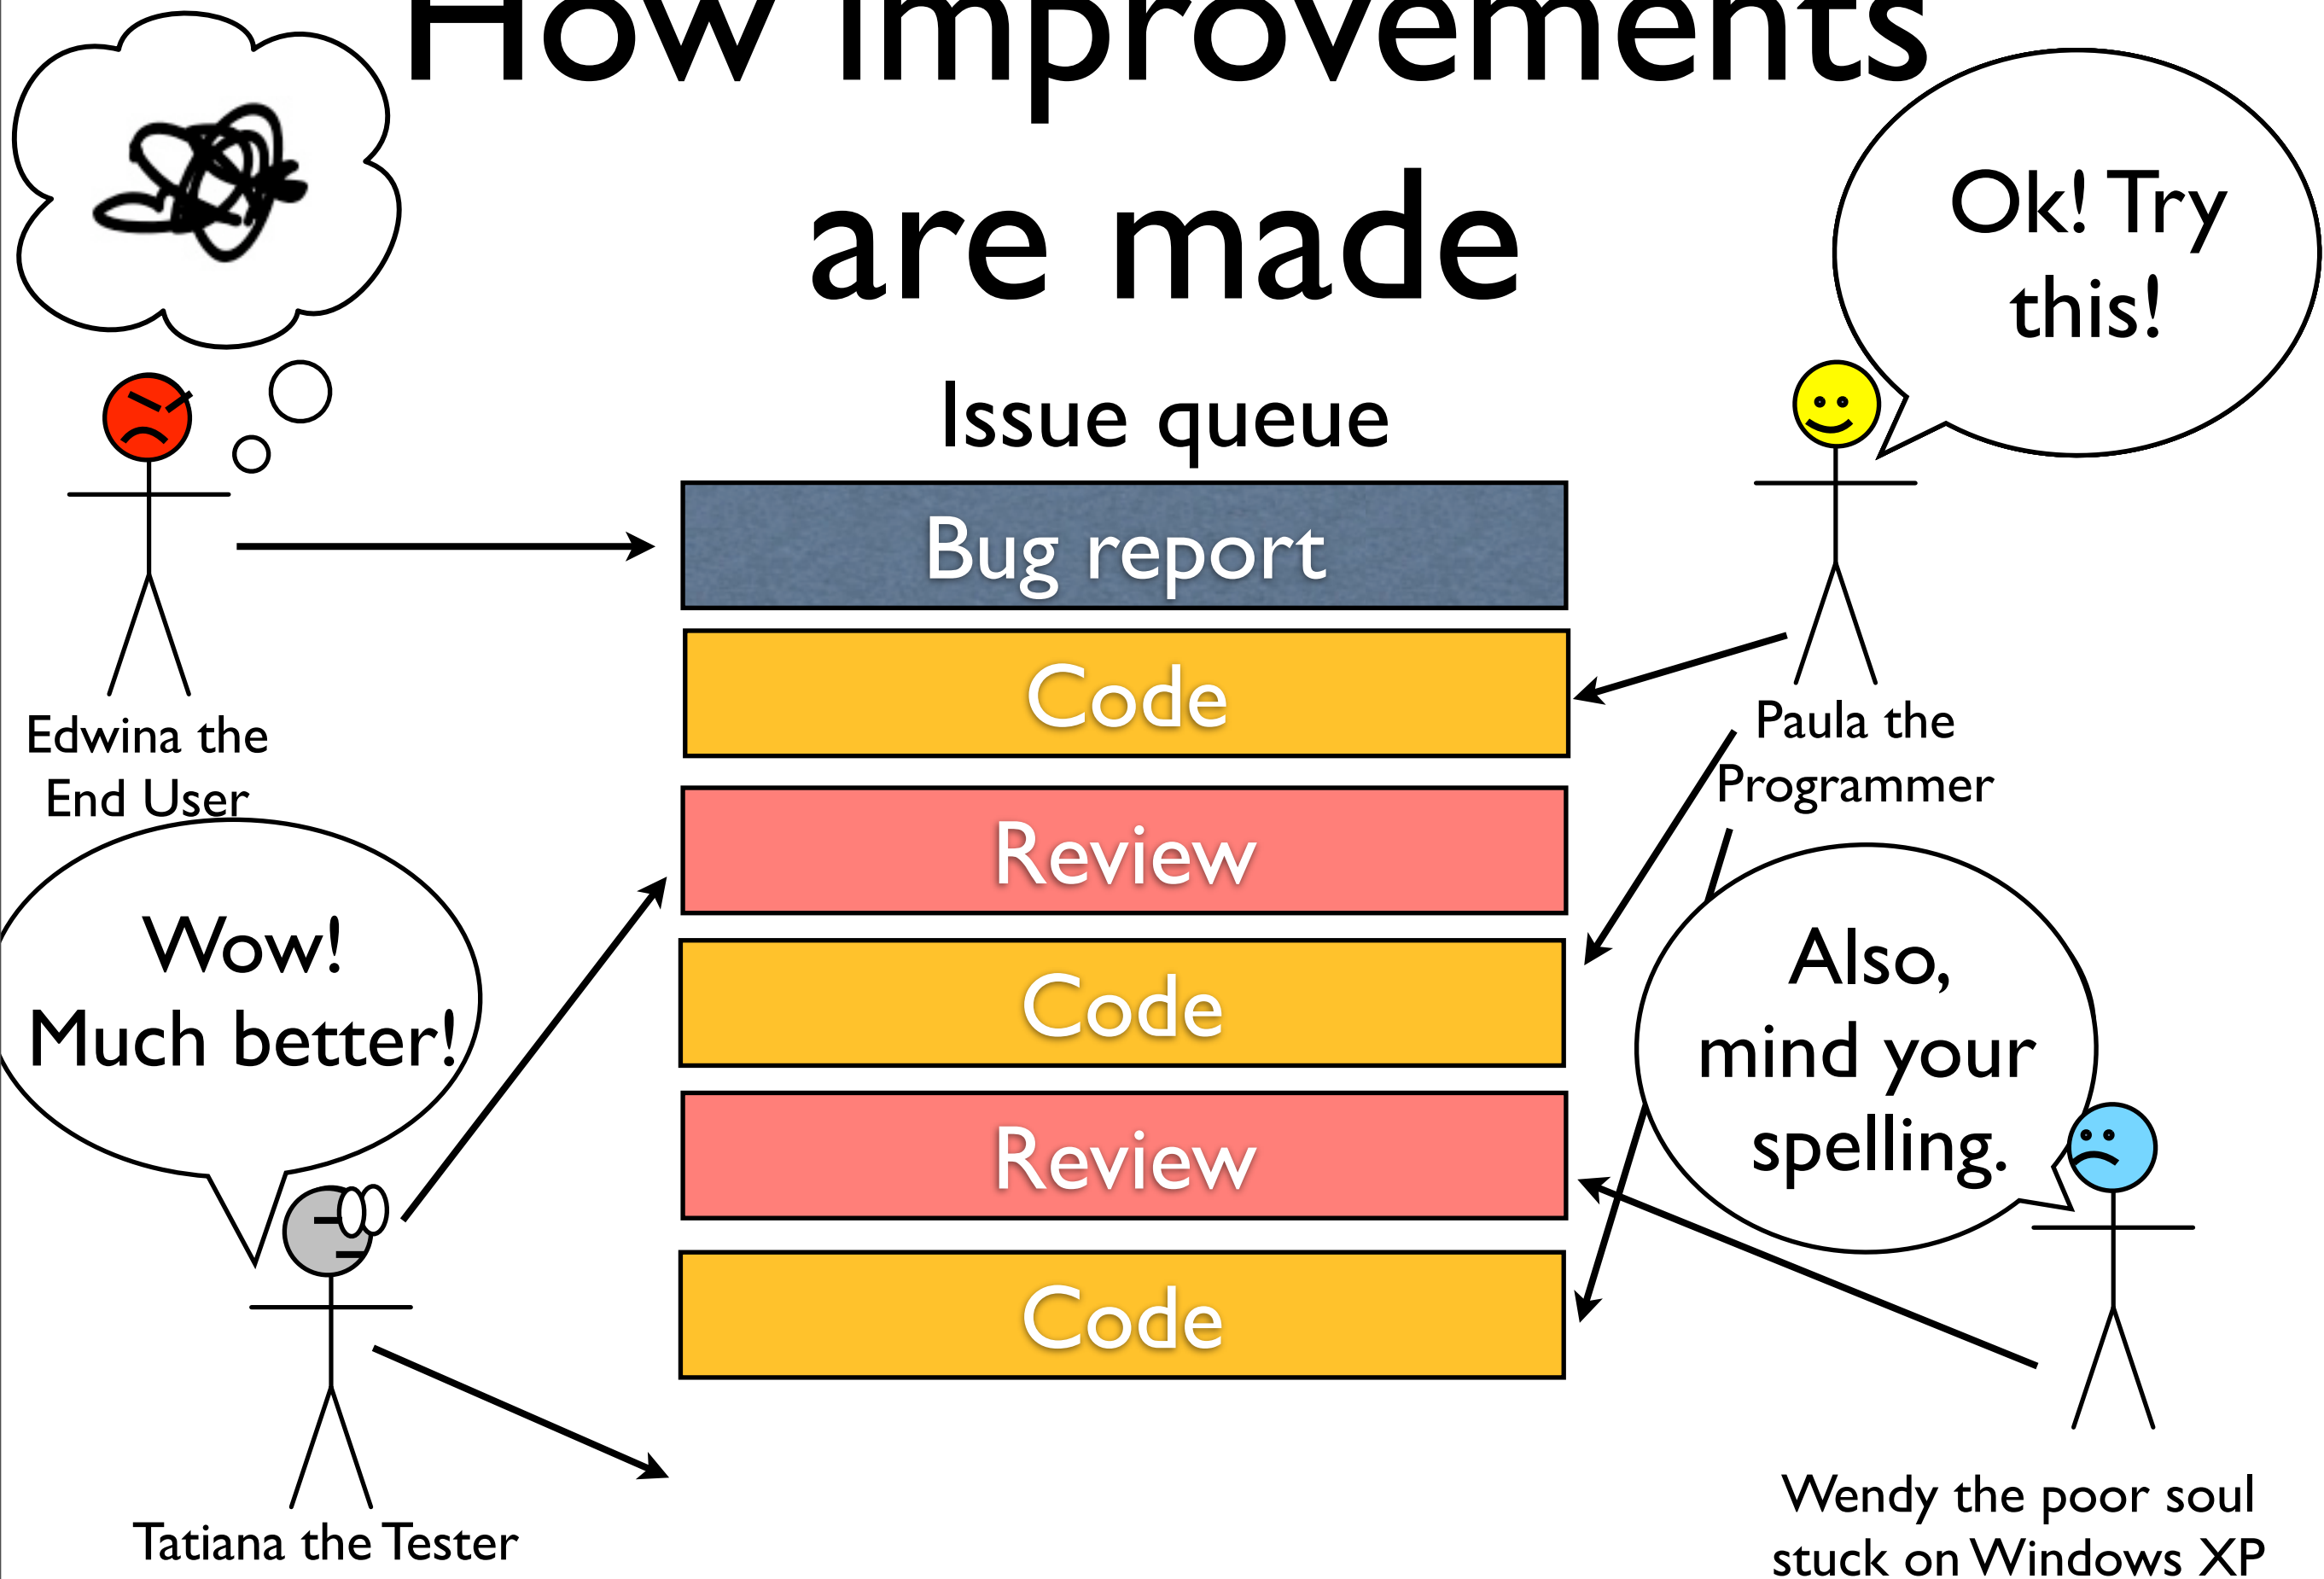 How improvements
are made
Ok! Try
this!
Issue queue
Bug report
Code
Edwina the
End User
Paula the
Programmer
Review
Wow!
Much better!
Code
Also,
mind your
spelling.
Review
Code
Tatiana the Tester
Wendy the poor soul
stuck on Windows XP